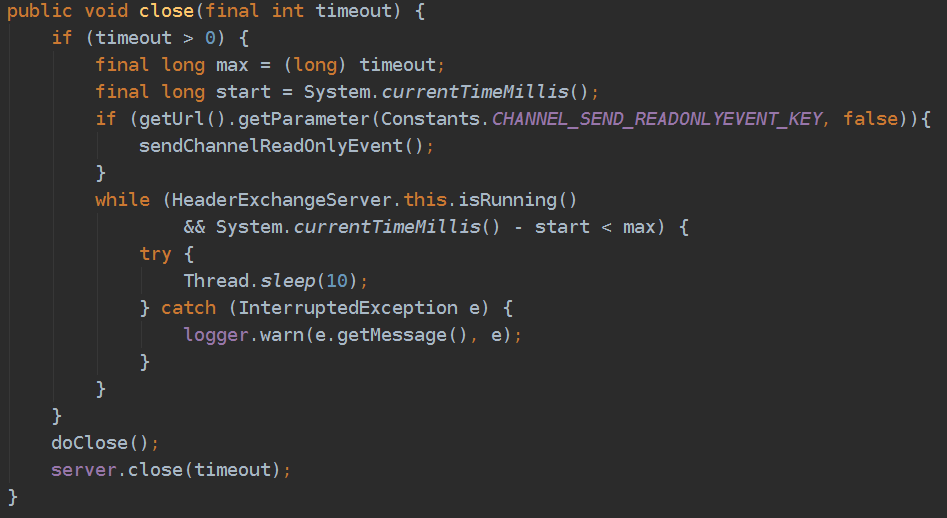 public void close(final int timeout) {
    if (timeout > 0) {
        final long max = (long) timeout;
        final long start = System.currentTimeMillis();
        if (getUrl().getParameter(Constants.CHANNEL_SEND_READONLYEVENT_KEY, false)){
            sendChannelReadOnlyEvent();
        }
        while (HeaderExchangeServer.this.isRunning()
                && System.currentTimeMillis() - start < max) {
            try {
                Thread.sleep(10);
            } catch (InterruptedException e) {
                logger.warn(e.getMessage(), e);
            }
        }
    }
    doClose();
    server.close(timeout);
}